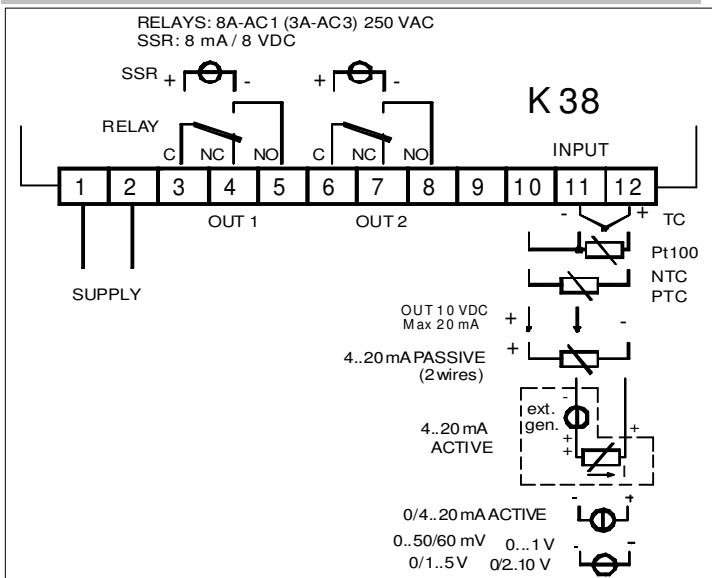 RELAYS: 8A-AC1 (3A-AC3) 250 VAC
SSR: 8 mA / 8 VDC
SSR + - + -
K 38
RELAY
C NC NO C NC NO INPUT
1 2 3 4 5 6 7 8 9 10 11 12
OUT 1 OUT 2 - + TC
Pt100
SUPPLY
NTC
PTC
OUT 10 VDC
Max 20 mA + -
4..20 mA PASSIVE +
(2 wires)
-
ext.
gen.
+
+
+
4..20 mA
ACTIVE
I
- +
0/4..20 mA ACTIVE
0..50/60 mV 0...1 V - -
0/1..5 V 0/2..10 V